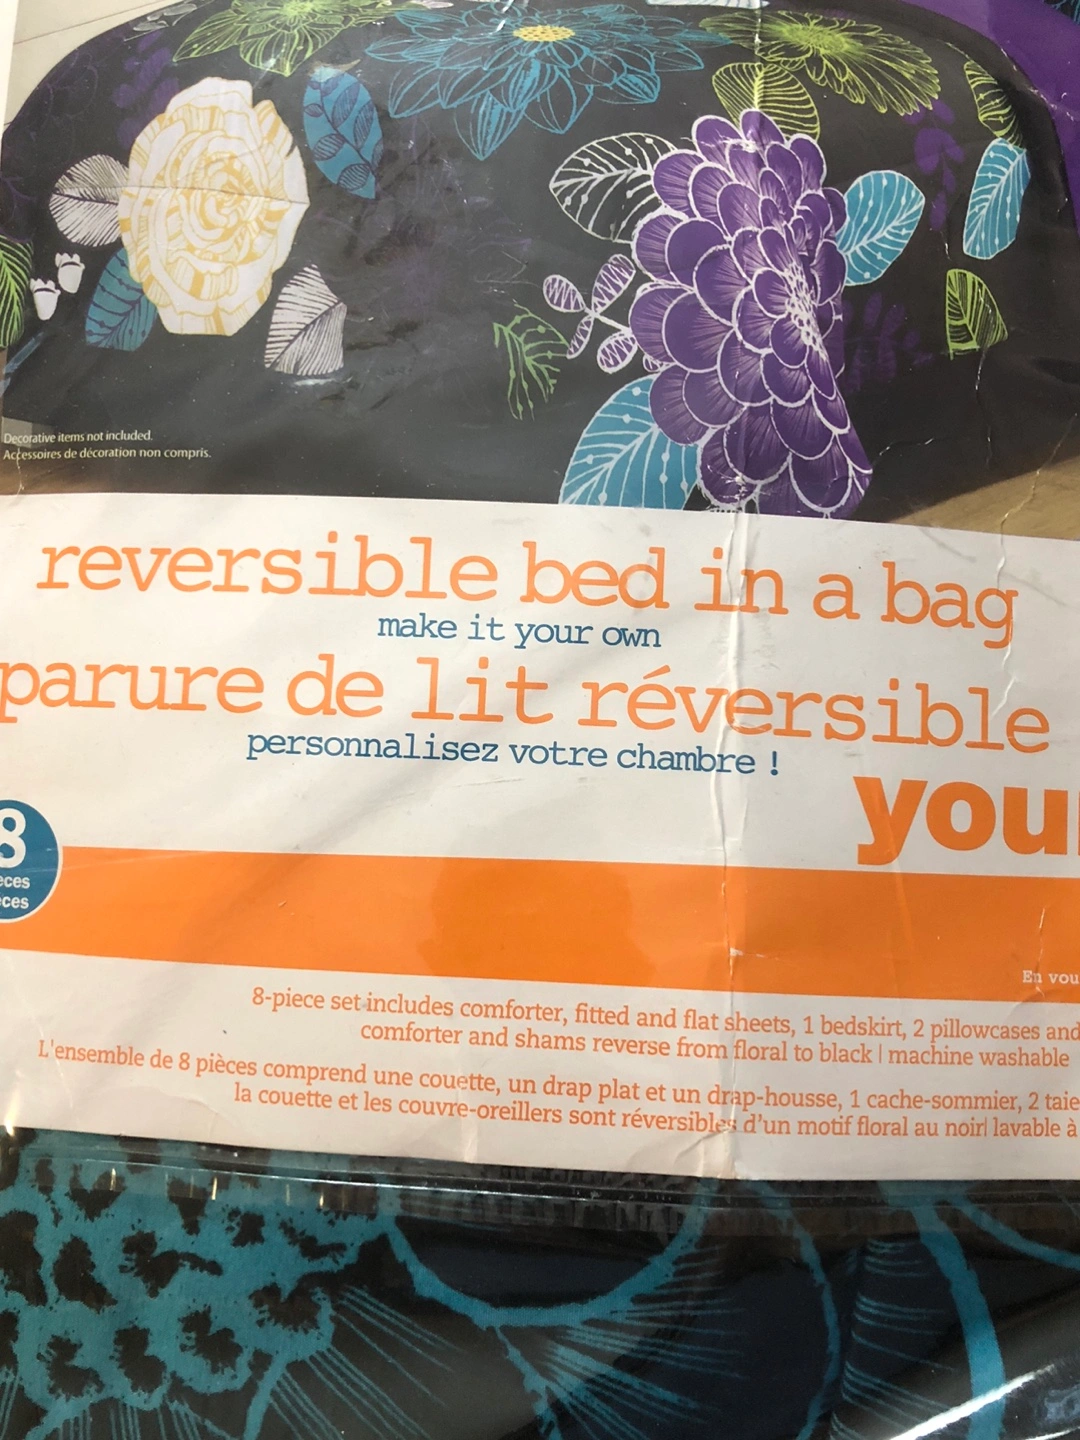 Decorative items not included.
Accessoires de décoration non compris.
reversible bed in a bag
make it your own
parure de lit réversible
personnalisez votre chambre !
8
8-piece set includes comforter, fitted and flat sheets, 1 bedskirt, 2 pillowcases and
comforter and shams reverse from floral to black | machine washable
L'ensemble de 8 pièces comprend une couette, un drap plat et un drap-housse, 1 cache-sommier, 2
la couette et les couvre-oreillers sont réversibles d'un motif floral au noir| lavable à
En